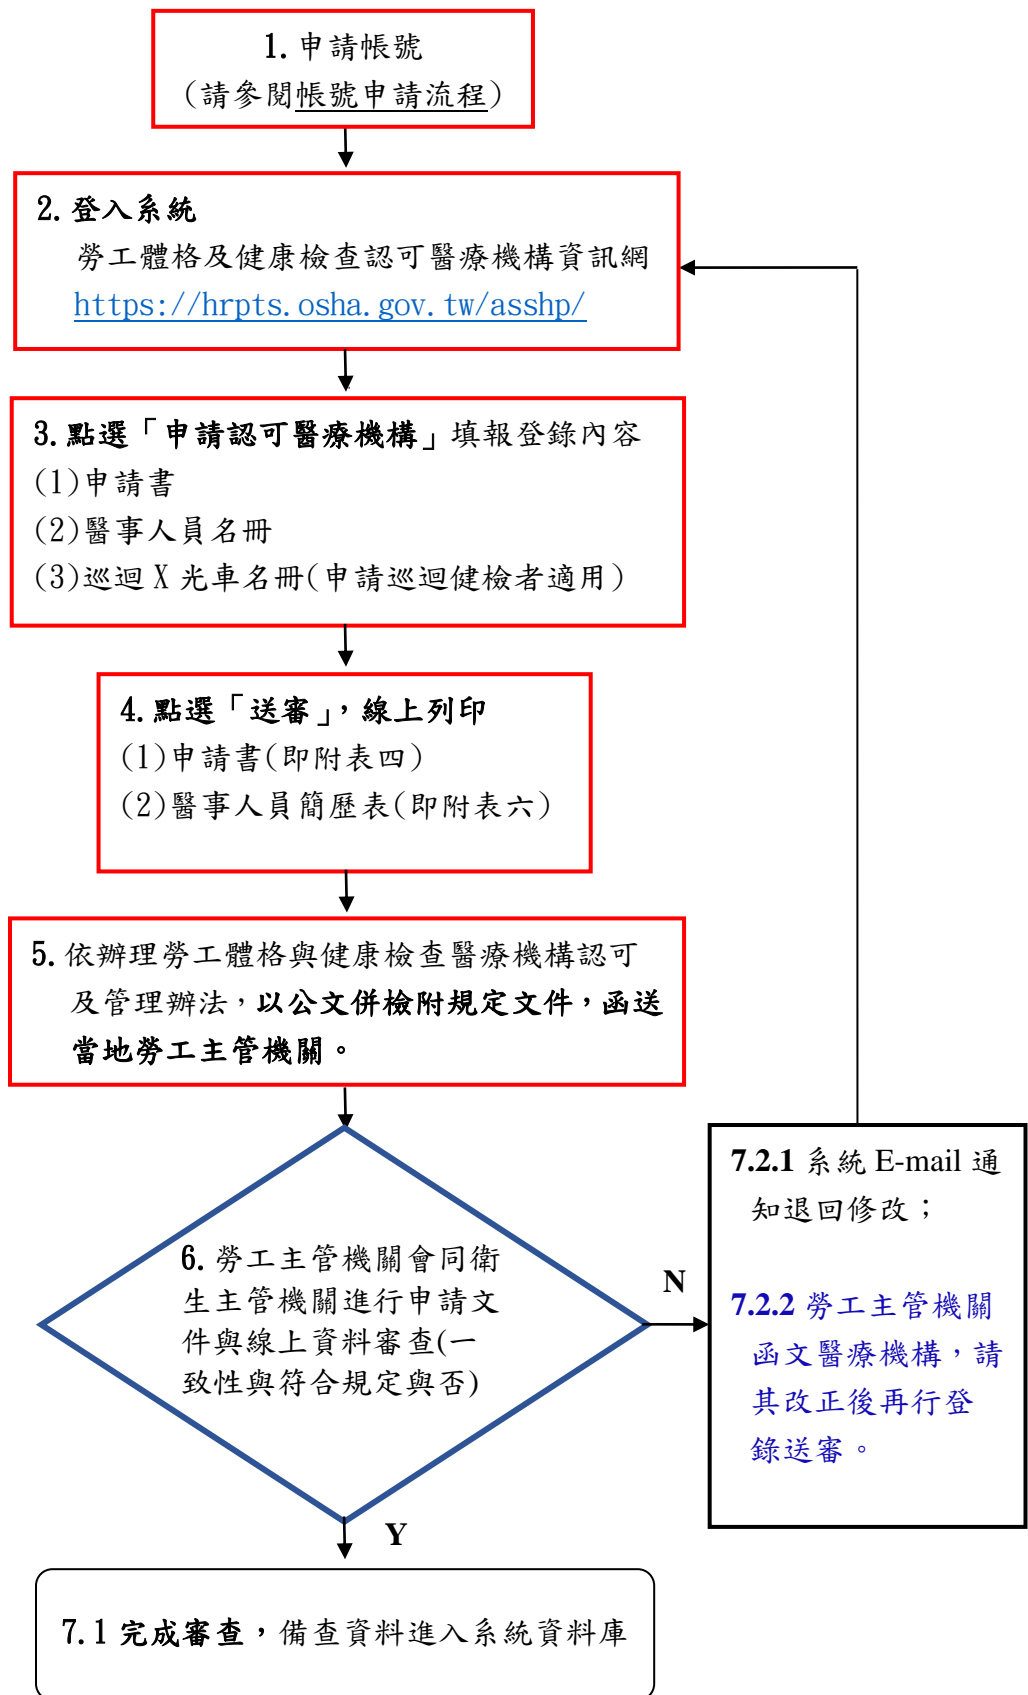 1. 申請帳號
(請參閱帳號申請流程)
2. 登入系統
勞工體格及健康檢查認可醫療機構資訊網
https://hrpts.osha.gov.tw/asshp/
3. 點選「申請認可醫療機構」填報登錄內容
(1)申請書
(2)醫事人員名冊
(3)巡迴 X 光車名冊(申請巡迴健檢者適用)
4. 點選「送審」，線上列印
(1)申請書(即附表四)
(2)醫事人員簡歷表(即附表六)
5. 依辦理勞工體格與健康檢查醫療機構認可
及管理辦法，以公文併檢附規定文件，函送
當地勞工主管機關。
6. 勞工主管機關會同衛
生主管機關進行申請文
件與線上資料審查(一
致性與符合規定與否)
N
7.2.1 系統 E-mail 通
知退回修改；
7.2.2 勞工主管機關
函文醫療機構，請
其改正後再行登
錄送審。
Y
7.1 完成審查，備查資料進入系統資料庫